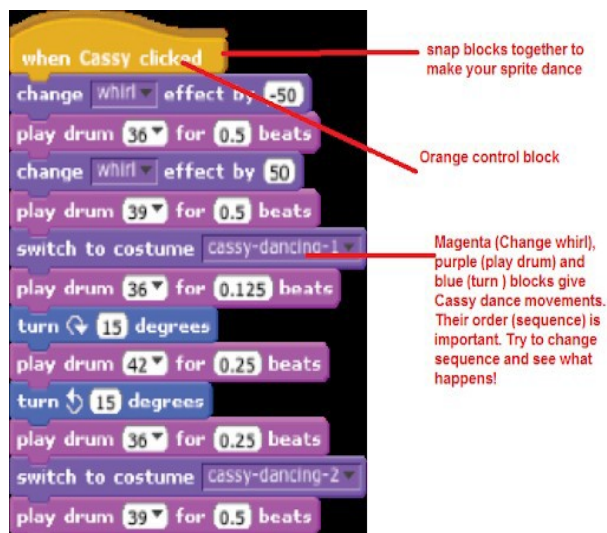 when Cassy clicked
change whirl effect by -50
play drum 36 for 0.5 beats
change whirl effect by 50
play drum 39 for 0.5 beats
switch to costume cassy-dancing-1
play drum 36 for 0.125 beats
turn 15 degrees
play drum 42 for 0.25 beats
turn 15 degrees
play drum 36 for 0.25 beats
switch to costume cassy-dancing-2
play drum 39 for 0.5 beats
snap blocks together to
make your sprite dance
Orange control block
Magenta (Change whirl),
purple (play drum) and
blue (turn ) blocks give
Cassy dance movements.
Their order (sequence) is
important. Try to change
sequence and see what
happens!